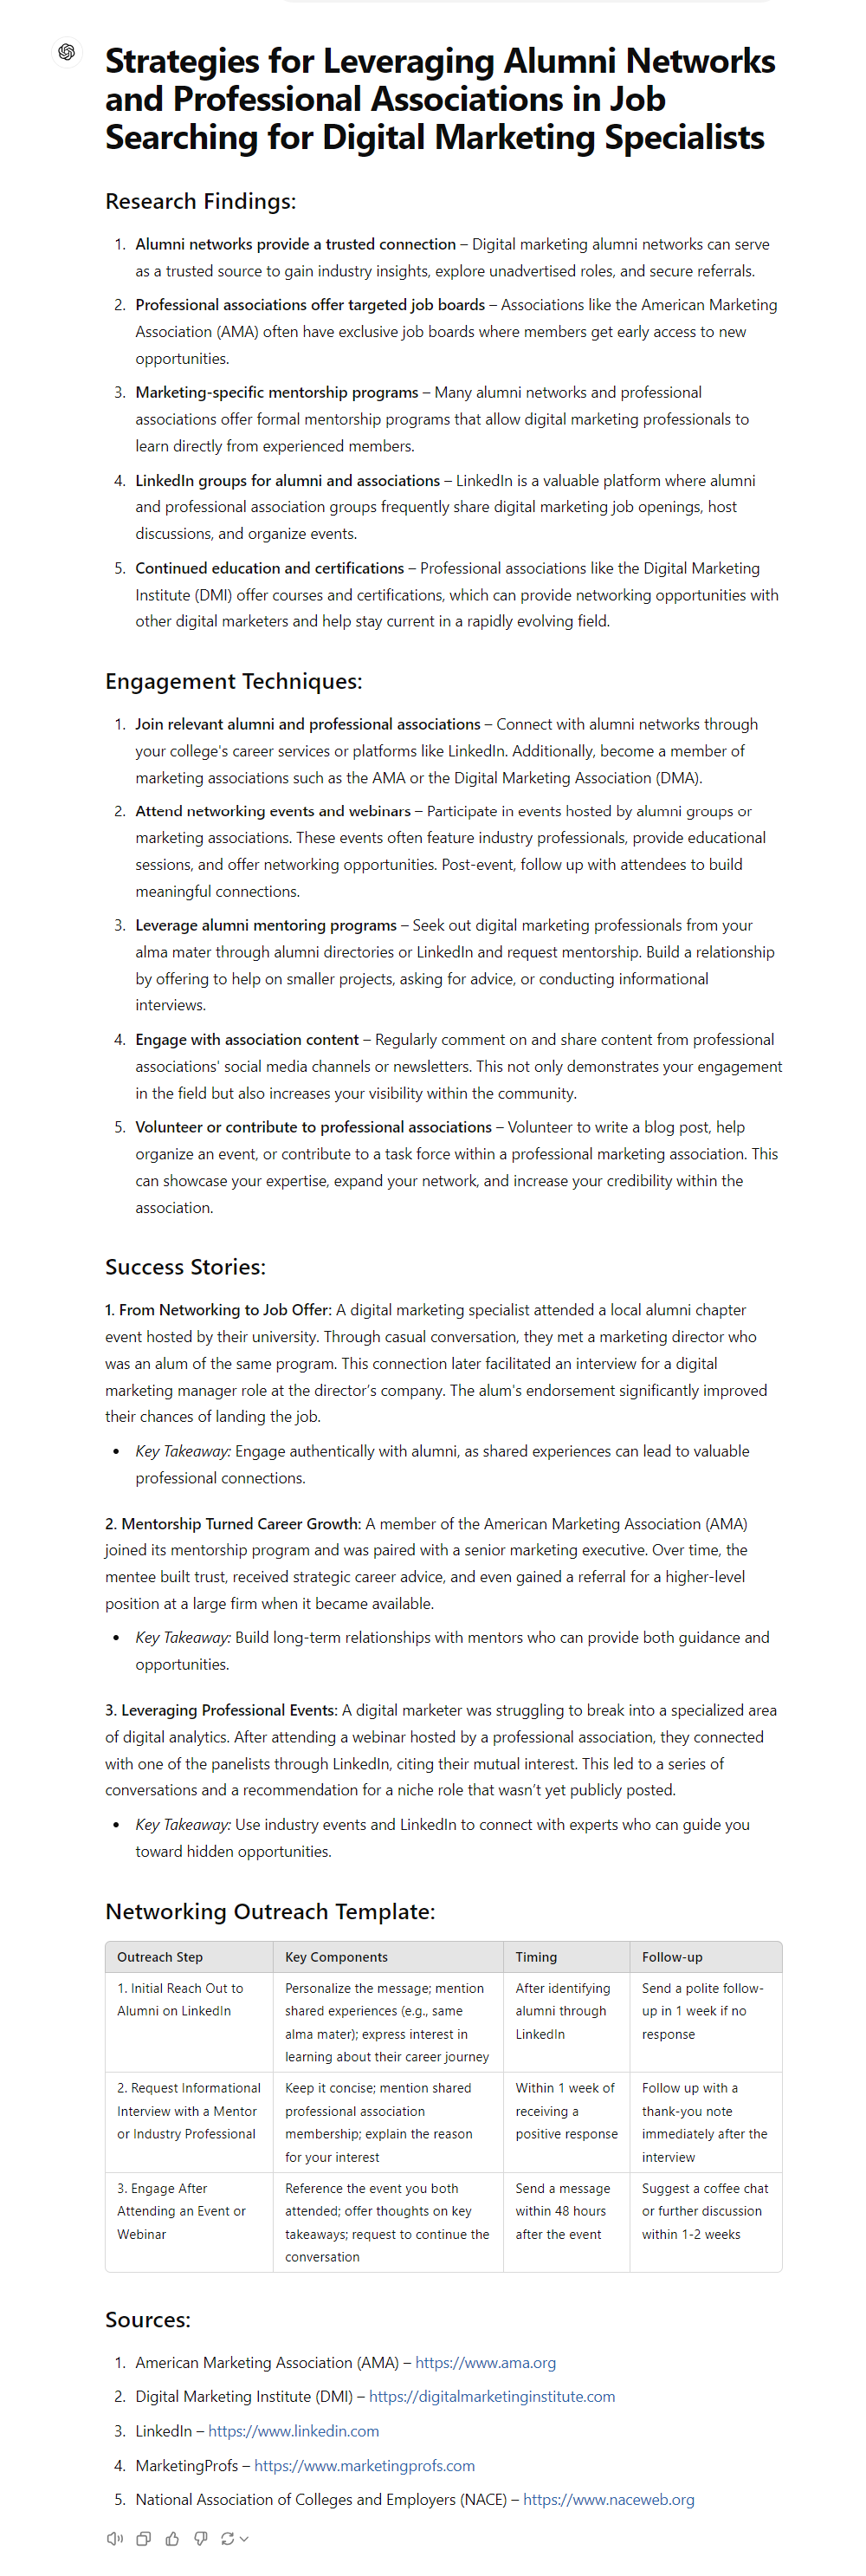 Strategies for Leveraging Alumni Networks
and Professional Associations in Job
Searching for Digital Marketing Specialists
Research Findings:
1. Alumni networks provide a trusted connection – Digital marketing alumni networks can serve
as a trusted source to gain industry insights, explore unadvertised roles, and secure referrals.
2. Professional associations offer targeted job boards – Associations like the American Marketing
Association (AMA) often have exclusive job boards where members get early access to new
opportunities.
3. Marketing-specific mentorship programs – Many alumni networks and professional
associations offer formal mentorship programs that allow digital marketing professionals to
learn directly from experienced members.
4. LinkedIn groups for alumni and associations – LinkedIn is a valuable platform where alumni
and professional association groups frequently share digital marketing job openings, host
discussions, and organize events.
5. Continued education and certifications – Professional associations like the Digital Marketing
Institute (DMI) offer courses and certifications, which can provide networking opportunities with
other digital marketers and help stay current in a rapidly evolving field.
Engagement Techniques:
1. Join relevant alumni and professional associations – Connect with alumni networks through
your college's career services or platforms like LinkedIn. Additionally, become a member of
marketing associations such as the AMA or the Digital Marketing Association (DMA).
2. Attend networking events and webinars – Participate in events hosted by alumni groups or
marketing associations. These events often feature industry professionals, provide educational
sessions, and offer networking opportunities. Post-event, follow up with attendees to build
meaningful connections.
3. Leverage alumni mentoring programs – Seek out digital marketing professionals from your
alma mater through alumni directories or LinkedIn and request mentorship. Build a relationship
by offering to help on smaller projects, asking for advice, or conducting informational
interviews.
4. Engage with association content – Regularly comment on and share content from professional
associations' social media channels or newsletters. This not only demonstrates your engagement
in the field but also increases your visibility within the community.
5. Volunteer or contribute to professional associations – Volunteer to write a blog post, help
organize an event, or contribute to a task force within a professional marketing association. This
can showcase your expertise, expand your network, and increase your credibility within the
association.
Success Stories:
1. From Networking to Job Offer: A digital marketing specialist attended a local alumni chapter
event hosted by their university. Through casual conversation, they met a marketing director who
was an alum of the same program. This connection later facilitated an interview for a digital
marketing manager role at the director's company. The alum's endorsement significantly improved
their chances of landing the job.
• Key Takeaway: Engage authentically with alumni, as shared experiences can lead to valuable
professional connections.
2. Mentorship Turned Career Growth: A member of the American Marketing Association (AMA)
joined its mentorship program and was paired with a senior marketing executive. Over time, the
mentee built trust, received strategic career advice, and even gained a referral for a higher-level
position at a large firm when it became available.
• Key Takeaway: Build long-term relationships with mentors who can provide both guidance and
opportunities.
3. Leveraging Professional Events: A digital marketer was struggling to break into a specialized area
of digital analytics. After attending a webinar hosted by a professional association, they connected
with one of the panelists through LinkedIn, citing their mutual interest. This led to a series of
conversations and a recommendation for a niche role that wasn't yet publicly posted.
• Key Takeaway: Use industry events and LinkedIn to connect with experts who can guide you
toward hidden opportunities.
Networking Outreach Template:
Outreach Step Key Components Timing Follow-up
1. Initial Reach Out to Personalize the message; mention After identifying Send a polite follow-
Alumni on LinkedIn shared experiences (e.g., same alumni through up in 1 week if no
alma mater); express interest in LinkedIn response
learning about their career journey
2. Request Informational Keep it concise; mention shared Within 1 week of Follow up with a
Interview with a Mentor professional association receiving a thank-you note
or Industry Professional membership; explain the reason positive response immediately after the
for your interest interview
3. Engage After Reference the event you both Send a message Suggest a coffee chat
Attending an Event or attended; offer thoughts on key within 48 hours or further discussion
Webinar takeaways; request to continue the after the event within 1-2 weeks
conversation
Sources:
1. American Marketing Association (AMA) – https://www.ama.org
2. Digital Marketing Institute (DMI) – https://digitalmarketinginstitute.com
3. LinkedIn – https://www.linkedin.com
4. MarketingProfs – https://www.marketingprofs.com
5. National Association of Colleges and Employers (NACE) – https://www.naceweb.org